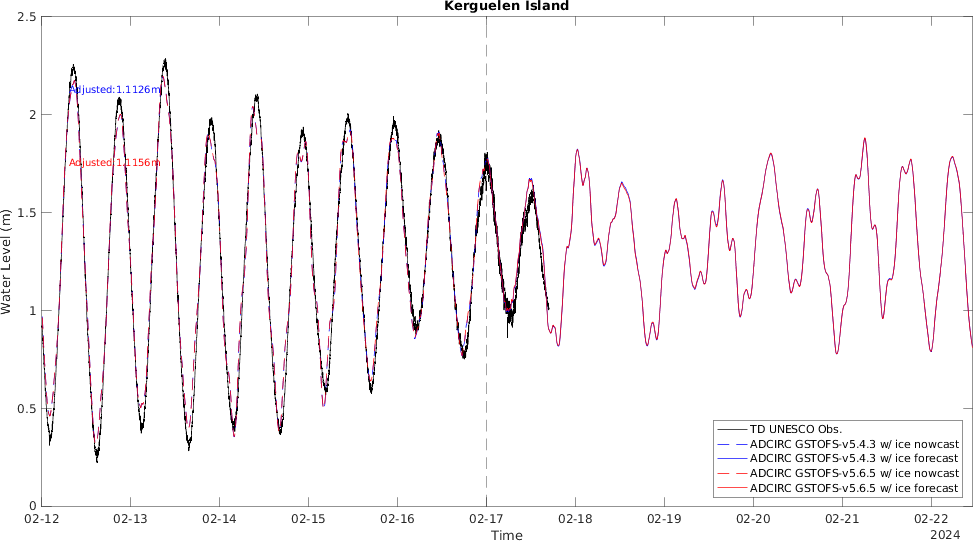 Kerguelen Island
2.5
2
1.5
1
0.5
0
Water Level (m)
Adjusted:1.1126m
Adjusted:1.1156m
TD UNESCO Obs.
ADCIRC GSTOFS-v5.4.3 w/ ice nowcast
ADCIRC GSTOFS-v5.4.3 w/ ice forecast
ADCIRC GSTOFS-v5.6.5 w/ ice nowcast
ADCIRC GSTOFS-v5.6.5 w/ ice forecast
02-12 02-13 02-14 02-15 02-16 02-17 02-18 02-19 02-20 02-21 02-22
Time
2024